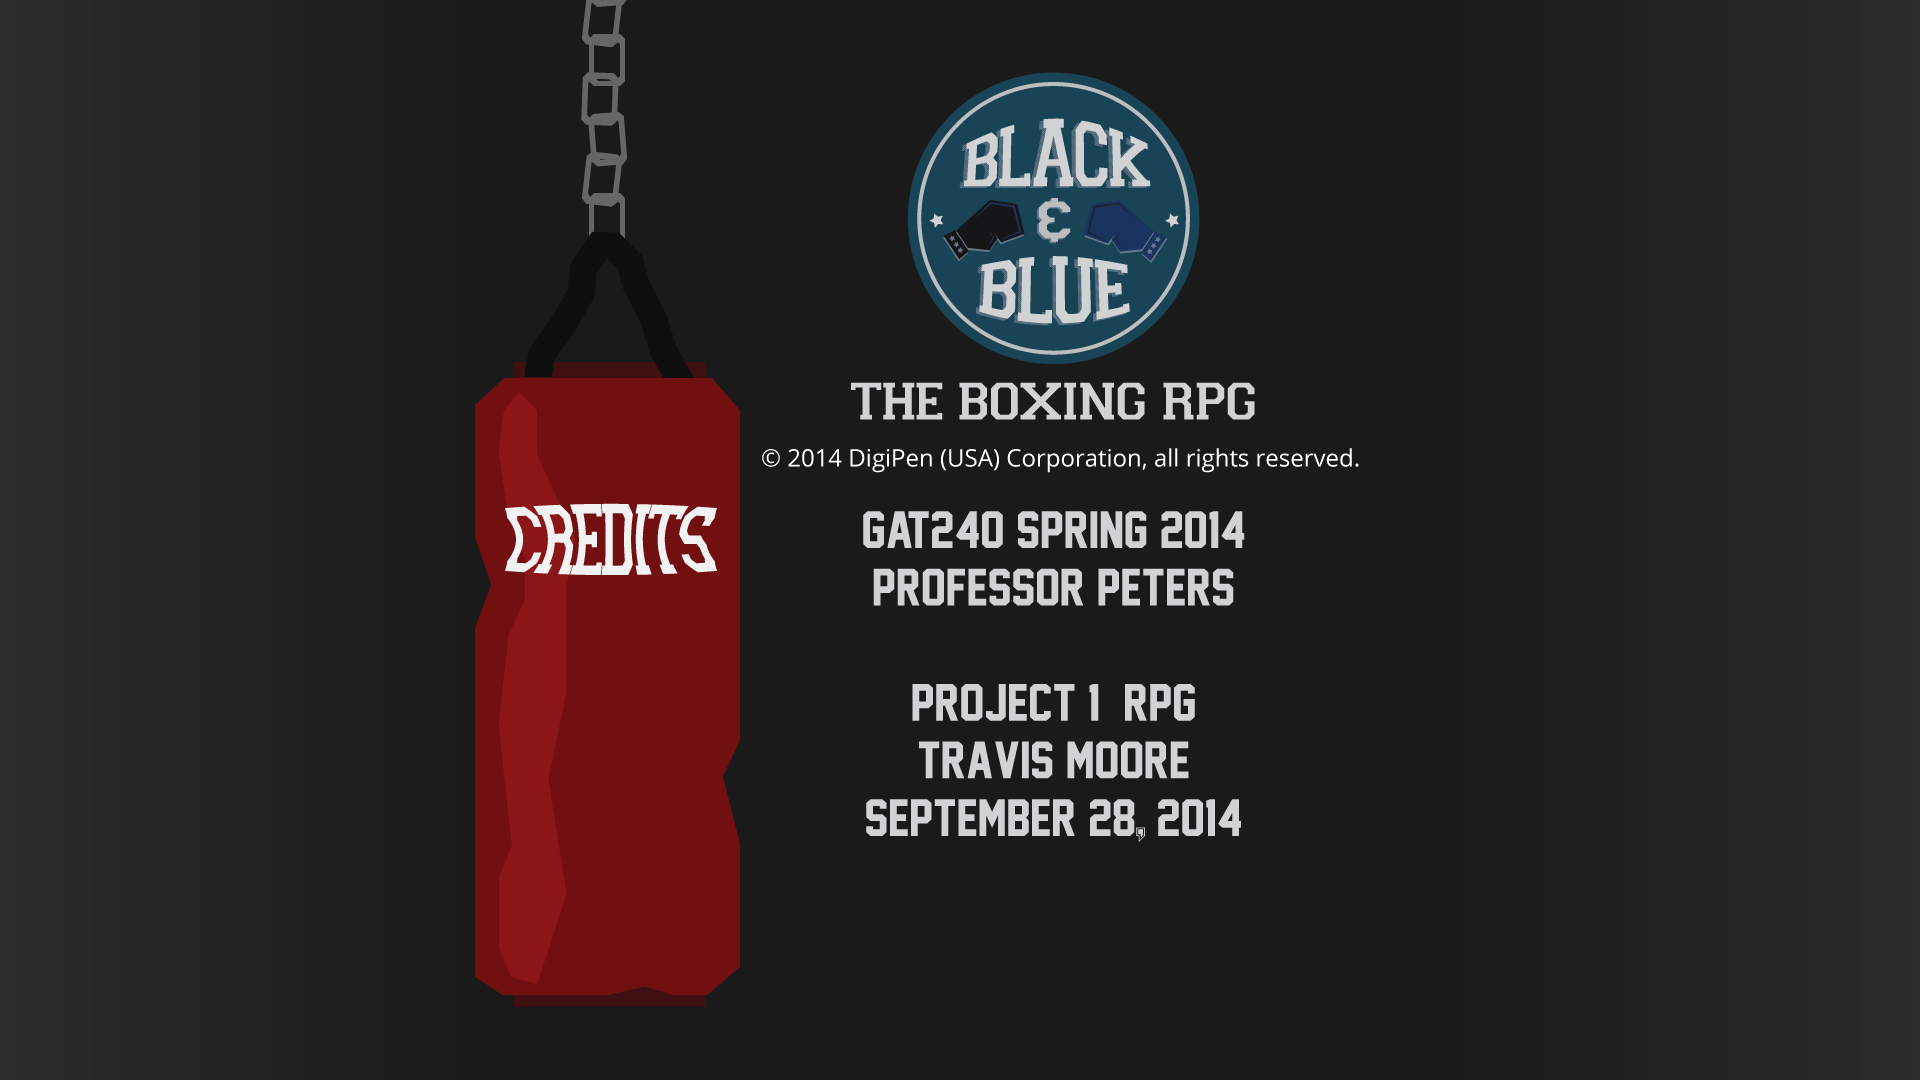 BLACK
&
BLUE
THE BOXING RPG
© 2014 DigiPen (USA) Corporation, all rights reserved.
CREDITS
GAT240 SPRING 2014
PROFESSOR PETERS
PROJECT 1 RPG
TRAVIS MOORE
SEPTEMBER 28, 2014